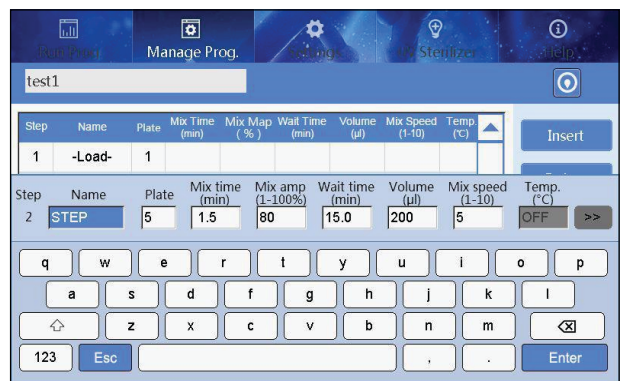 Manage Prog.
Settings
UV Sterilizer
Help
test1
Step Name Plate Mix Time (min) Mix Map ( % ) Wait Time (min) Volume (µl) Mix Speed (1-10) Temp. (℃)
Insert
1 -Load- 1
Step Name Plate Mix time (min) Mix amp (1-100%) Wait time (min) Volume (µl) Mix speed (1-10) Temp. (°C)
2 STEP 5 1.5 80 15.0 200 5 OFF >>
q w e r t y u i o p
a s d f g h j k l
z x c v b n m
123 Esc , . Enter